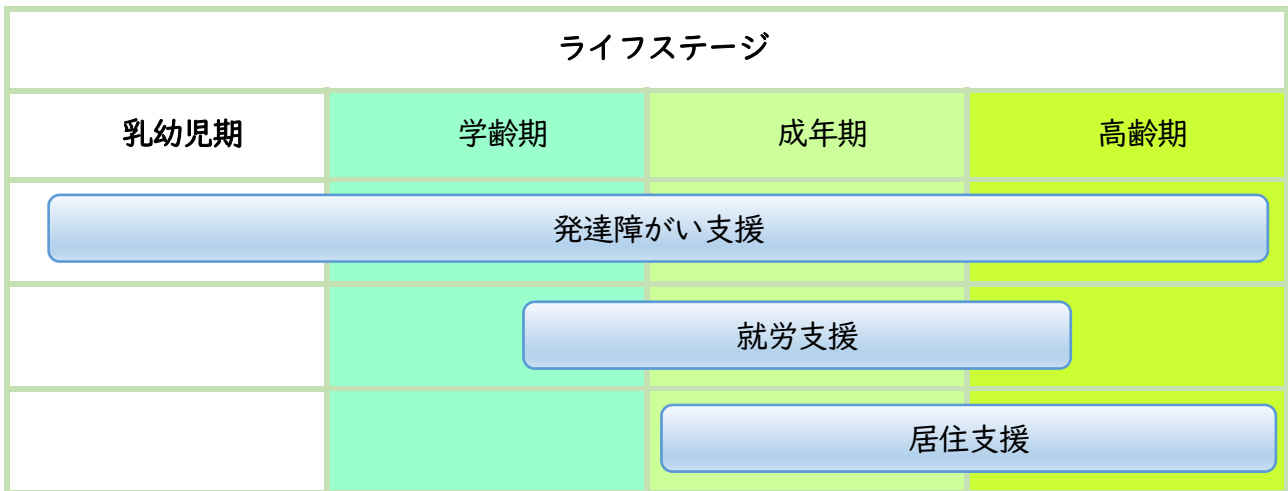 ライフステージ
乳幼児期 学齢期 成年期 高齢期
発達障がい支援
就労支援
居住支援